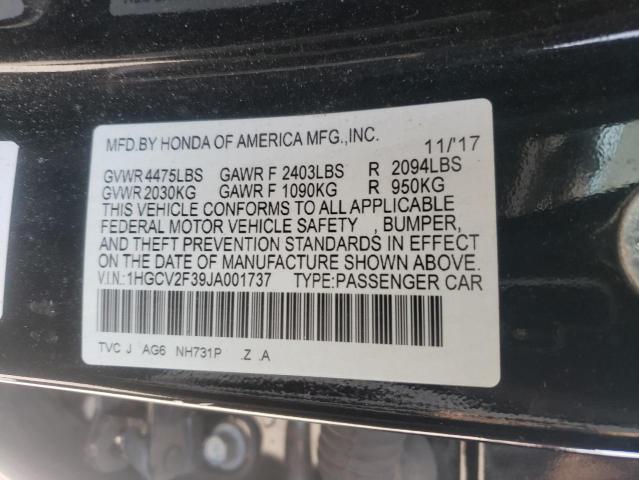 MFD.BY HONDA OF AMERICA MFG.,INC. 11/'17
GVWR 4475LBS GAWR F 2403LBS R 2094LBS
GVWR 2030KG GAWR F 1090KG R 950KG
THIS VEHICLE CONFORMS TO ALL APPLICABLE
FEDERAL MOTOR VEHICLE SAFETY , BUMPER,
AND THEFT PREVENTION STANDARDS IN EFFECT
ON THE DATE OF MANUFACTURE SHOWN ABOVE.
V.I.N.:1HGCV2F39JA001737 TYPE:PASSENGER CAR
TVC J AG6 NH731P .Z .A